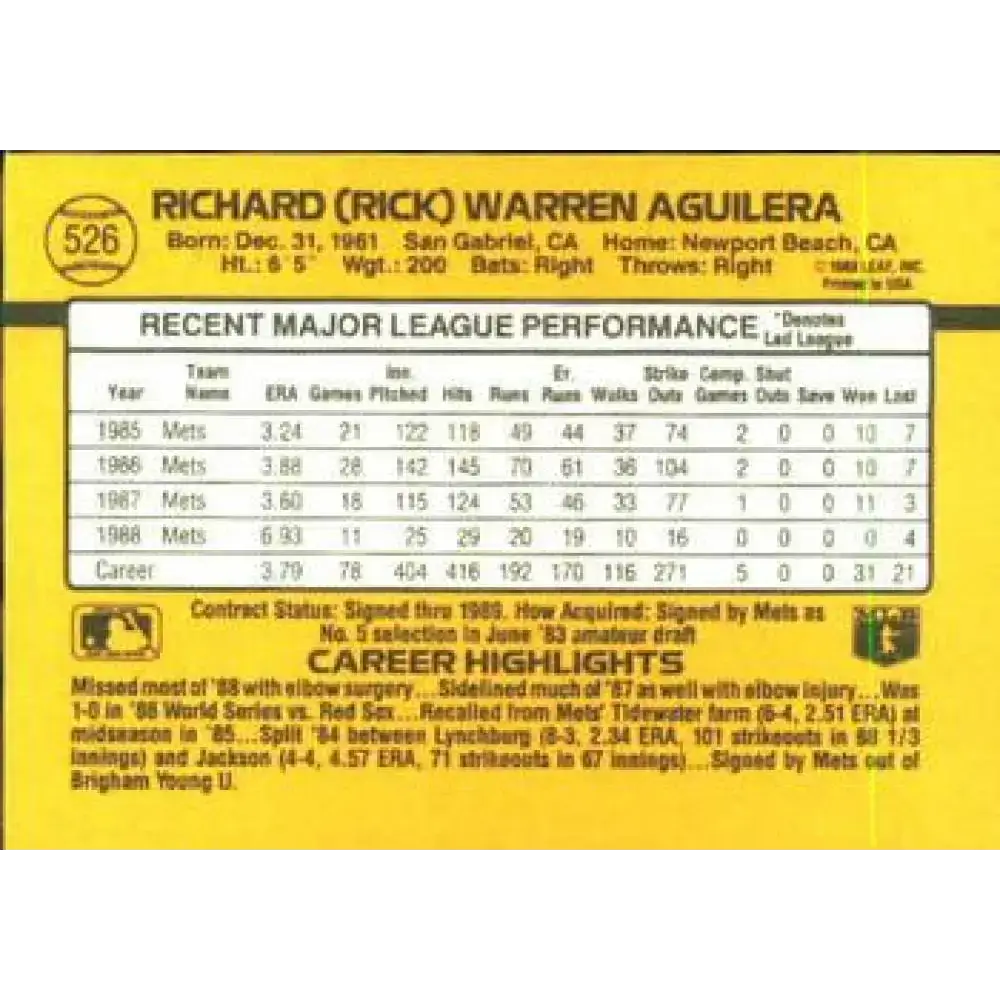 526
RICHARD (RICK) WARREN AGUILERA
Born: Dec. 31, 1961 San Gabriel, CA Home: Newport Beach, CA
Ht.: 6'5" Wgt.: 200 Bats: Right Throws: Right
© LEAF, INC.
Printed in USA
RECENT MAJOR LEAGUE PERFORMANCE *Denotes Led League
Year Team Name ERA Games Inn. Pitched Hits Runs Er. Runs Walks Strike Outs Comp. Games Shut Outs Save Won Lost
1985 Mets 3.24 21 122 118 49 44 37 74 2 0 0 10 7
1986 Mets 3.88 28 142 145 70 61 36 104 2 0 0 10 7
1987 Mets 3.60 18 115 124 53 46 33 77 1 0 0 11 3
1988 Mets 6.93 11 25 29 20 19 10 16 0 0 0 0 4
Career 3.79 78 404 416 192 170 116 271 5 0 0 31 21
Contract Status: Signed thru 1989. How Acquired: Signed by Mets as
No. 5 selection in June '83 amateur draft
CAREER HIGHLIGHTS
Missed most of '88 with elbow surgery...Sidelined much of '87 as well with elbow injury...Was
1-0 in '86 World Series vs. Red Sox...Recalled from Mets' Tidewater farm (6-4, 2.51 ERA) at
midseason in '85...Split '84 between Lynchburg (8-3, 2.34 ERA, 101 strikeouts in 88 1/3
innings) and Jackson (4-4, 4.57 ERA, 71 strikeouts in 67 innings)...Signed by Mets out of
Brigham Young U.